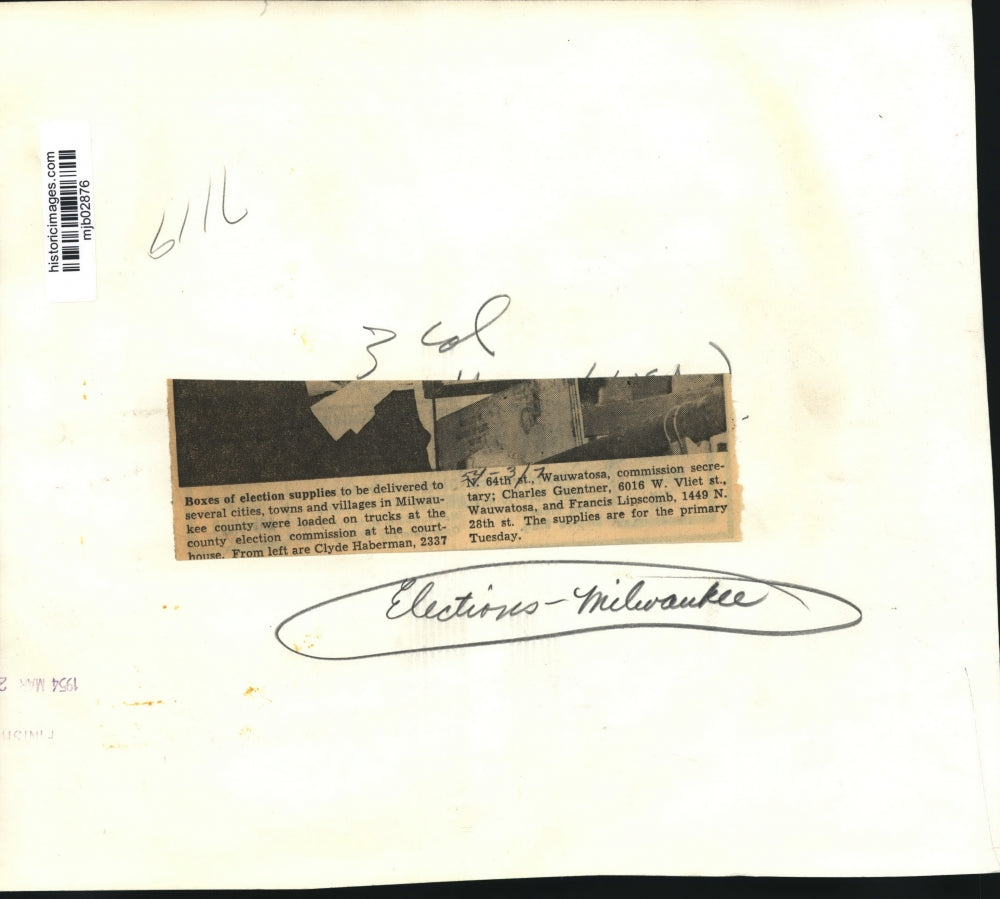 historicimages.com
mjb02876
3 col
Boxes of election supplies to be delivered to
several cities, towns and villages in Milwau-
kee county were loaded on trucks at the
county election commission at the court-
house. From left are Clyde Haberman, 2337
54-3/7
N. 64th st., Wauwatosa, commission secre-
tary; Charles Guentner, 6016 W. Vliet st.,
Wauwatosa, and Francis Lipscomb, 1449 N.
28th st. The supplies are for the primary
Tuesday.
Elections - Milwaukee
1954 MAR 2
FINISH